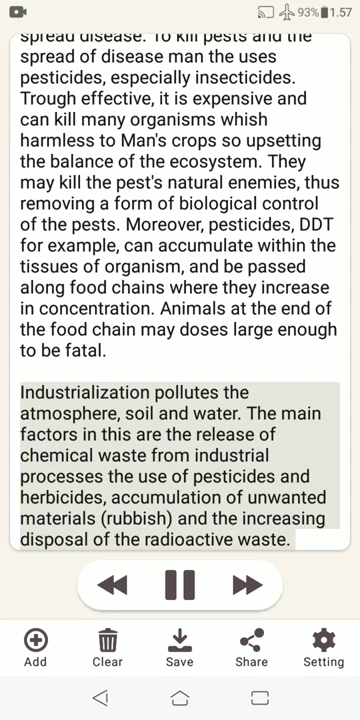 93% 1.57
spread disease. To kill pests and the
spread of disease man the uses
pesticides, especially insecticides.
Trough effective, it is expensive and
can kill many organisms whish
harmless to Man's crops so upsetting
the balance of the ecosystem. They
may kill the pest's natural enemies, thus
removing a form of biological control
of the pests. Moreover, pesticides, DDT
for example, can accumulate within the
tissues of organism, and be passed
along food chains where they increase
in concentration. Animals at the end of
the food chain may doses large enough
to be fatal.
Industrialization pollutes the
atmosphere, soil and water. The main
factors in this are the release of
chemical waste from industrial
processes the use of pesticides and
herbicides, accumulation of unwanted
materials (rubbish) and the increasing
disposal of the radioactive waste.
Add Clear Save Share Setting